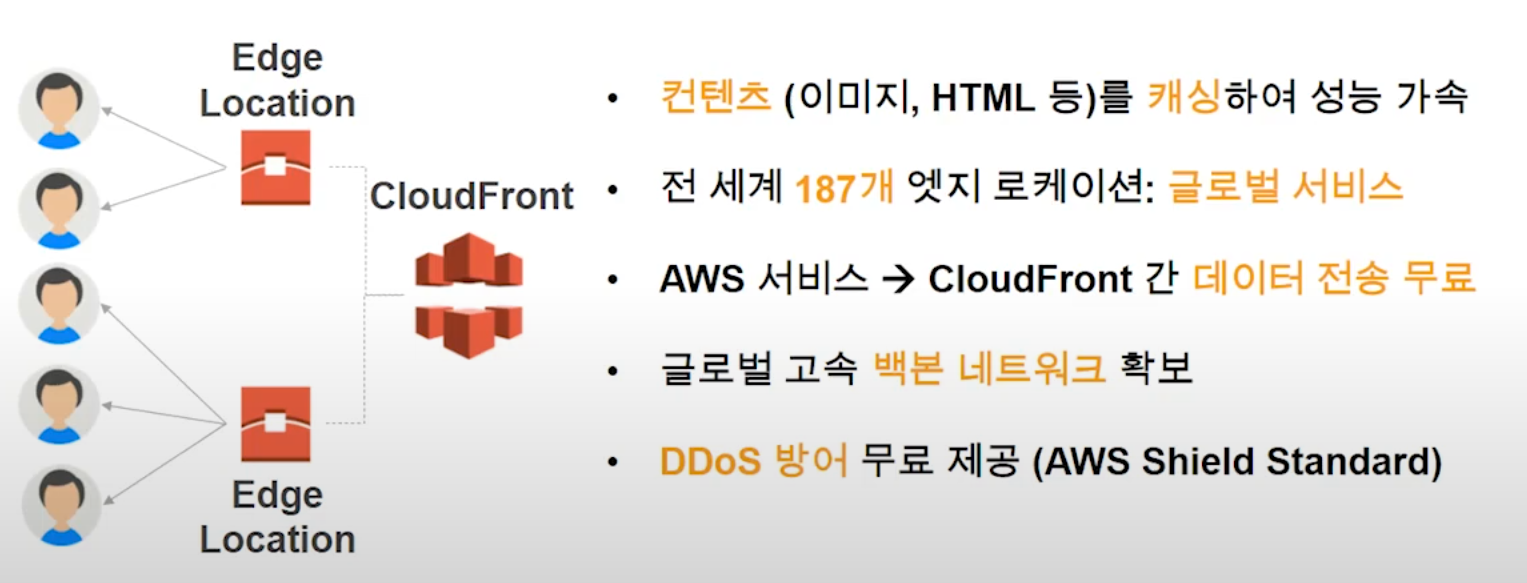 Edge
Location
CloudFront
Edge
Location
• 컨텐츠 (이미지, HTML 등)를 캐싱하여 성능 가속
• 전 세계 187개 엣지 로케이션: 글로벌 서비스
• AWS 서비스 → CloudFront 간 데이터 전송 무료
• 글로벌 고속 백본 네트워크 확보
• DDoS 방어 무료 제공 (AWS Shield Standard)